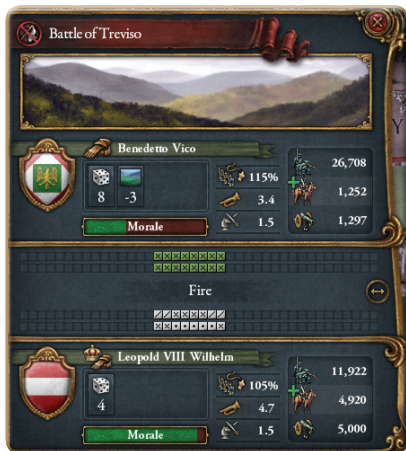 Battle of Treviso
Benedetto Vico
8
-3
115%
3.4
1.5
26,708
1,252
1,297
Morale
Fire
Leopold VIII Wilhelm
4
105%
4.7
1.5
11,922
4,920
5,000
Morale